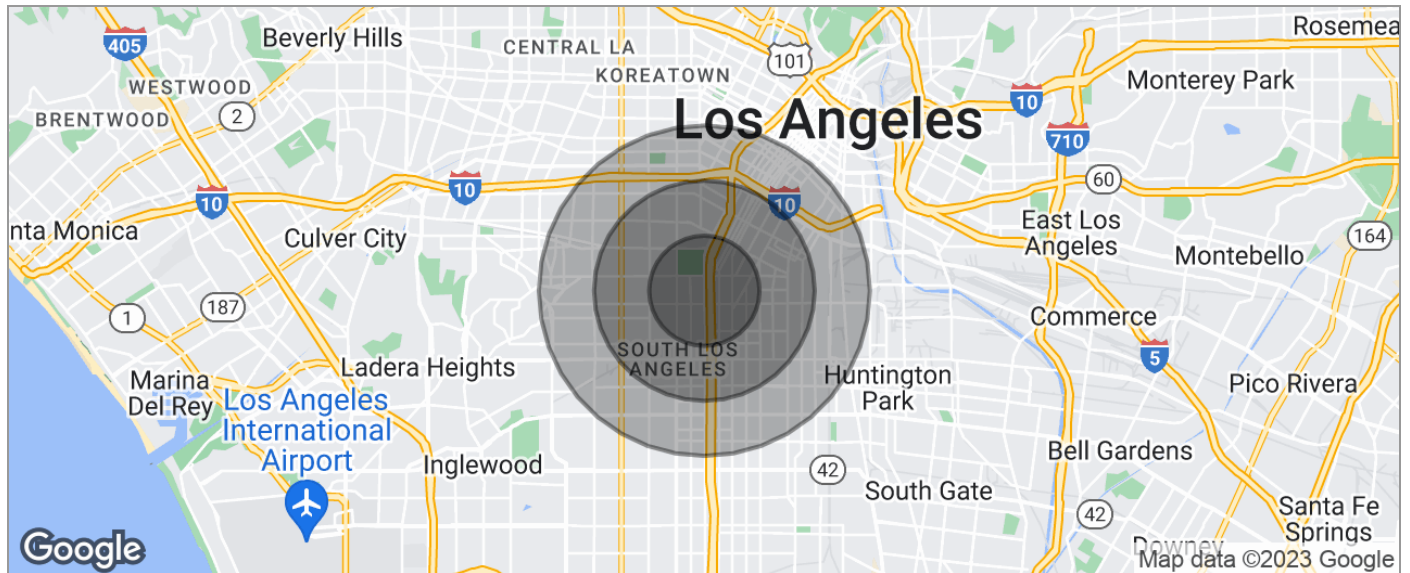 405
Beverly Hills
CENTRAL LA
101
Rosemea
KOREATOWN
WESTWOOD
2
BRENTWOOD
Los Angeles
10
Monterey Park
710
10
10
10
60
nta Monica
Culver City
East Los
Angeles
164
Montebello
1
187
Commerce
5
SOUTH LOS
ANGELES
Ladera Heights
Huntington
Park
Marina
Del Rey
Pico Rivera
Los Angeles
International
Airport
Inglewood
42
Bell Gardens
South Gate
42
Santa Fe
Springs
Downey
Google
Map data ©2023 Google